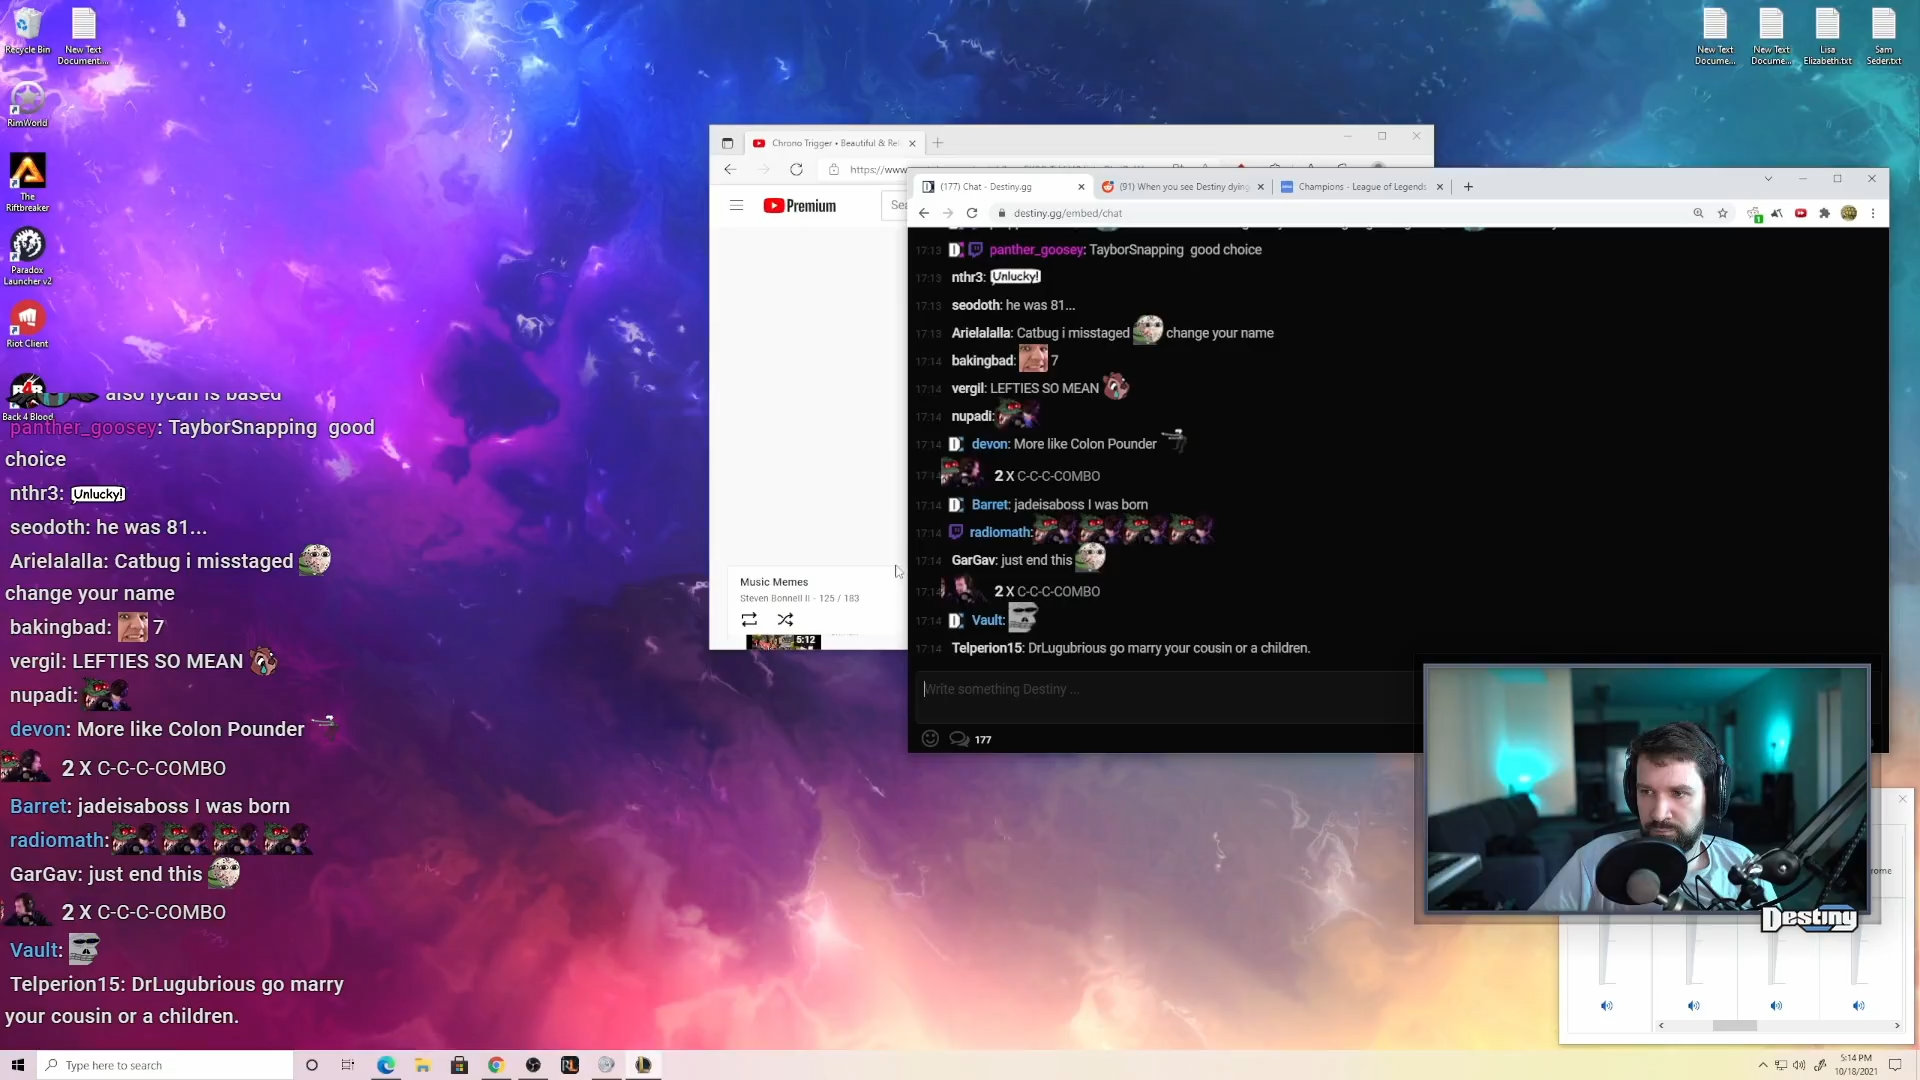 Recycle Bin
New Text
Document....
RimWorld
The
Riftbreaker
Paradox
Launcher v2
Riot Client
Back 4 Blood
New Text
Docume...
New Text
Docume...
Lisa
Elizabeth.txt
Sam
Seder.txt
also lycan is based
panther_goosey: TayborSnapping good
choice
nthr3: Unlucky!
seodoth: he was 81...
Arielalalla: Catbug i misstaged
change your name
bakingbad: 7
vergil: LEFTIES SO MEAN
nupadi:
devon: More like Colon Pounder
2 X C-C-C-COMBO
Barret: jadeisaboss I was born
radiomath:
GarGav: just end this
2 X C-C-C-COMBO
Vault:
Telperion15: DrLugubrious go marry
your cousin or a children.
Chrono Trigger • Beautiful & Rel
https://www
Premium
Sea
Music Memes
Steven Bonnell II - 125 / 183
5:12
(177) Chat - Destiny.gg
(91) When you see Destiny dying
Champions - League of Legends
destiny.gg/embed/chat
17:13 panther_goosey: TayborSnapping good choice
17:13 nthr3: Unlucky!
17:13 seodoth: he was 81...
17:13 Arielalalla: Catbug i misstaged change your name
17:14 bakingbad: 7
17:14 vergil: LEFTIES SO MEAN
17:14 nupadi:
17:14 devon: More like Colon Pounder
17:14 2 X C-C-C-COMBO
17:14 Barret: jadeisaboss I was born
17:14 radiomath:
17:14 GarGav: just end this
17:14 2 X C-C-C-COMBO
17:14 Vault:
17:14 Telperion15: DrLugubrious go marry your cousin or a children.
Write something Destiny ...
177
rome
Destiny
Type here to search
5:14 PM
10/18/2021